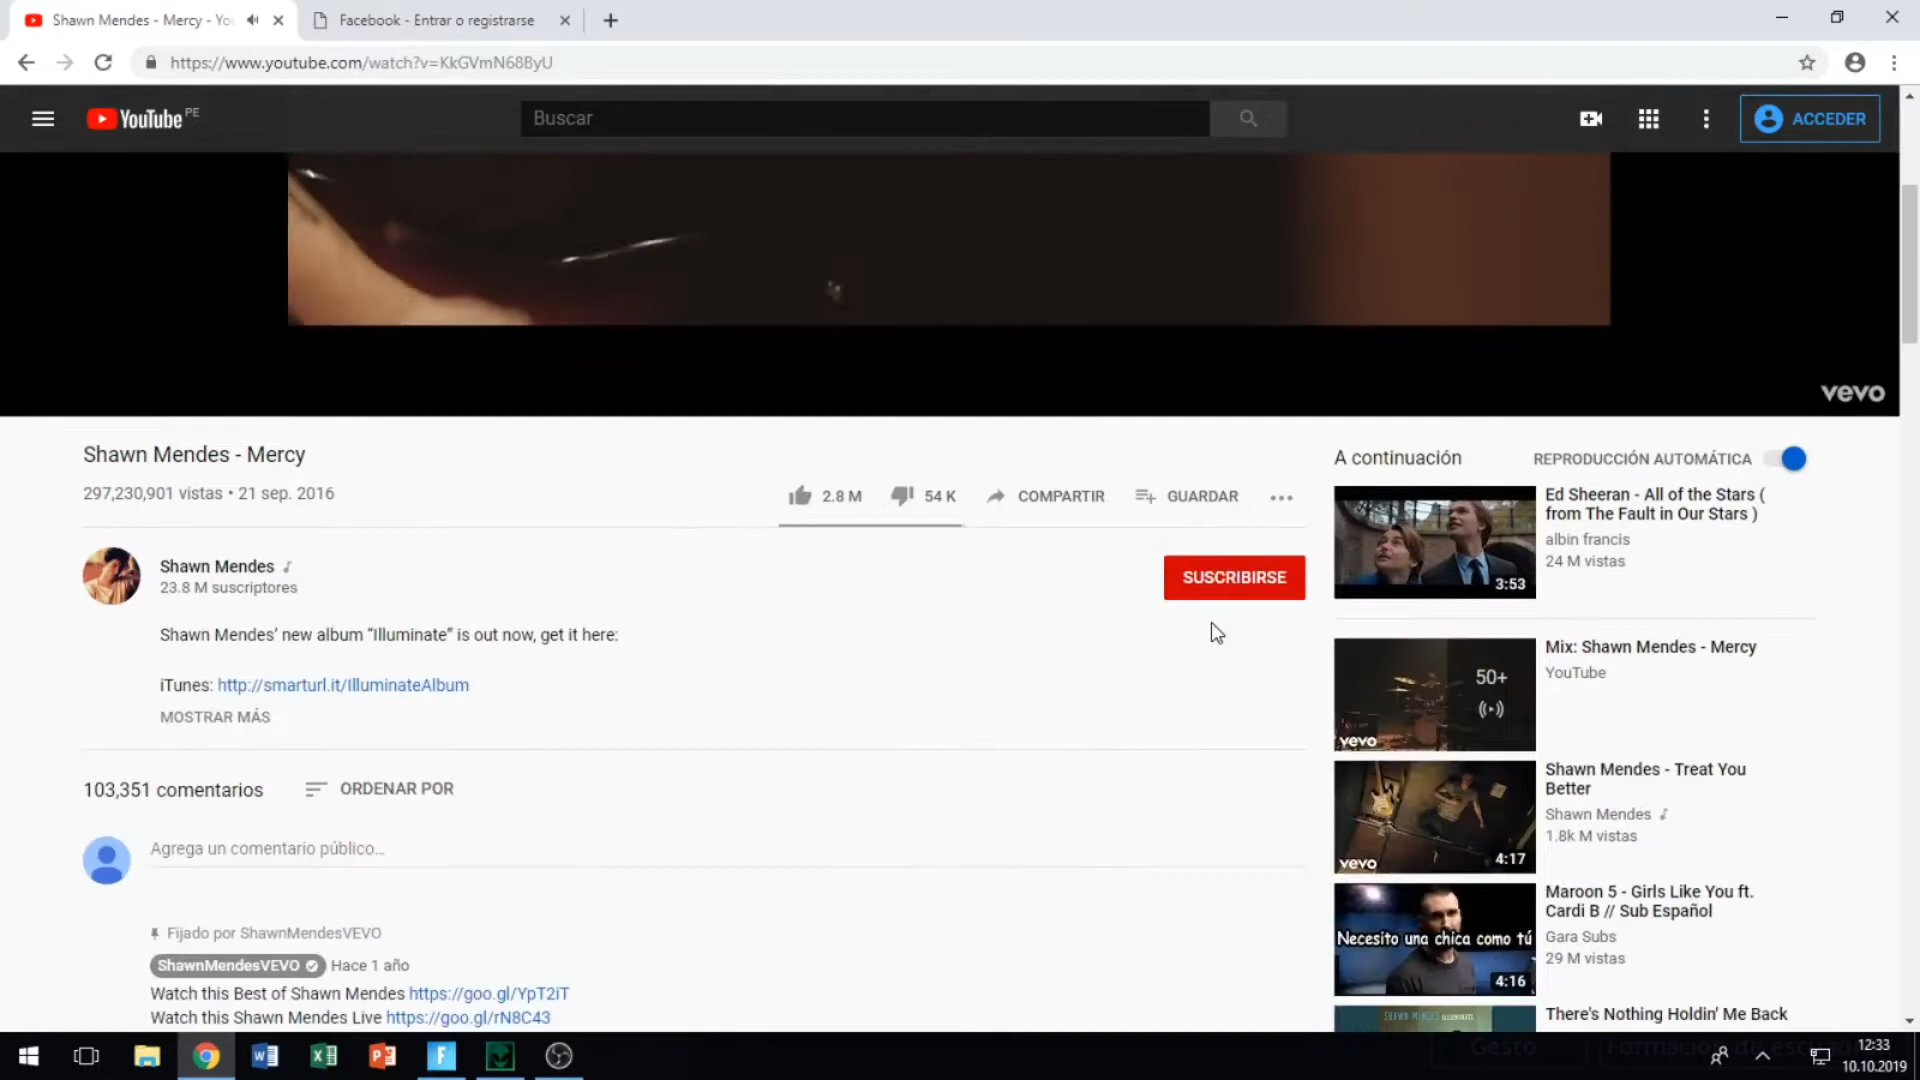 Shawn Mendes - Mercy - Yo
Facebook - Entrar o registrarse
https://www.youtube.com/watch?v=KkGVmN68ByU
YouTube PE
Buscar
ACCEDER
vevo
Shawn Mendes - Mercy
297,230,901 vistas • 21 sep. 2016
2.8 M
54 K
COMPARTIR
GUARDAR
Shawn Mendes
23.8 M suscriptores
SUSCRIBIRSE
Shawn Mendes’ new album “Illuminate” is out now, get it here:
iTunes: http://smarturl.it/IlluminateAlbum
MOSTRAR MÁS
103,351 comentarios
ORDENAR POR
Agrega un comentario público...
Fijado por ShawnMendesVEVO
ShawnMendesVEVO Hace 1 año
Watch this Best of Shawn Mendes https://goo.gl/YpT2iT
Watch this Shawn Mendes Live https://goo.gl/rN8C43
A continuación
REPRODUCCIÓN AUTOMÁTICA
3:53
Ed Sheeran - All of the Stars (
from The Fault in Our Stars )
albin francis
24 M vistas
50+
vevo
Mix: Shawn Mendes - Mercy
YouTube
vevo
4:17
Shawn Mendes - Treat You
Better
Shawn Mendes
1.8k M vistas
Necesito una chica como tú
4:16
Maroon 5 - Girls Like You ft.
Cardi B // Sub Español
Gara Subs
29 M vistas
SHAWN MENDES ILLUMINATE
There's Nothing Holdin' Me Back
Gesto
12:33
10.10.2019